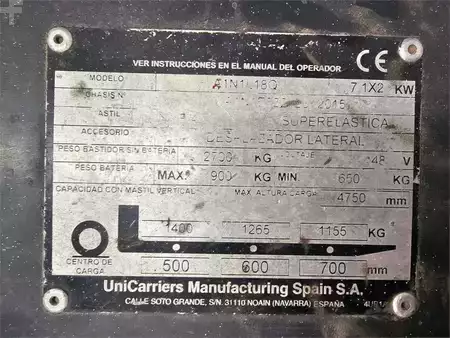 VER INSTRUCCIONES EN EL MANUAL DEL OPERADOR CE
MODELO A1N1L18Q 7,1X2 KW
CHASIS Nº 2015
ASTIL SUPERELASTICA
ACCESORIO DESPLAZADOR LATERAL
PESO BASTIDOR SIN BATERIA 2700 KG VOLTAJE 48 V
PESO BATERIA MAX. 900 KG MIN 650 KG
CAPACIDAD CON MASTIL VERTICAL MAX. ALTURA CARGA 4750 mm
1400 1265 1155 KG
CENTRO DE CARGA 500 600 700 mm
UniCarriers Manufacturing Spain S.A.
CALLE SOTO GRANDE, S/N. 31110 NOAIN (NAVARRA) ESPAÑA